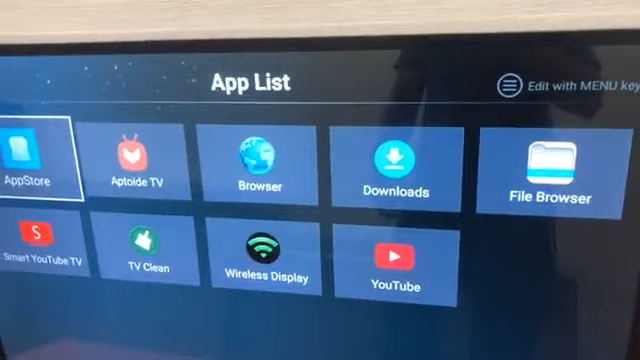 App List
Edit with MENU key
AppStore
Aptoide TV
Browser
Downloads
File Browser
S
Smart YouTube TV
TV Clean
Wireless Display
YouTube